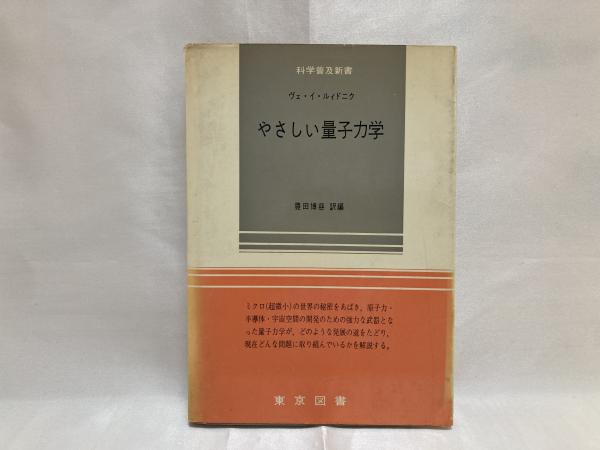 科学普及新書
ヴェ・イ・ルイドニク
やさしい量子力学
豊田博慈 訳編
ミクロ(超微小)の世界の秘密をあばき、原子力・
半導体・宇宙空間の開発のための強力な武器とな
った量子力学が、どのような発展の道をたどり、
現在どんな問題に取り組んでいるかを解説する。
東京図書